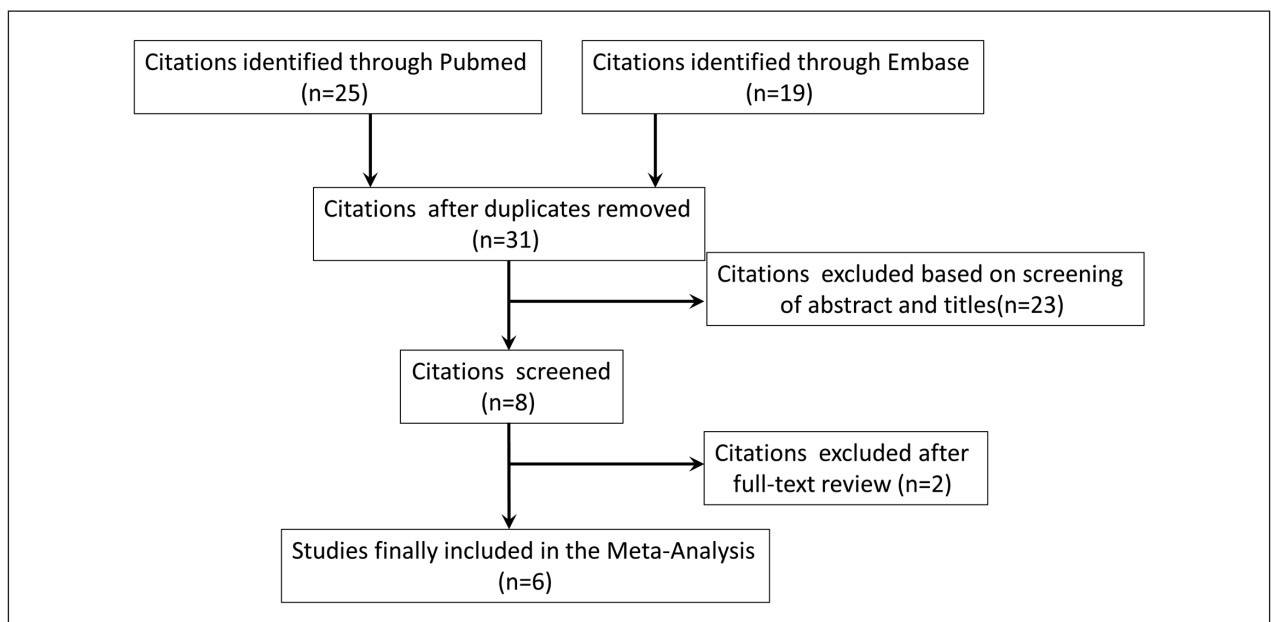 Citations identified through Pubmed
(n=25)
Citations identified through Embase
(n=19)
Citations after duplicates removed
(n=31)
Citations excluded based on screening
of abstract and titles(n=23)
Citations screened
(n=8)
Citations excluded after
full-text review (n=2)
Studies finally included in the Meta-Analysis
(n=6)